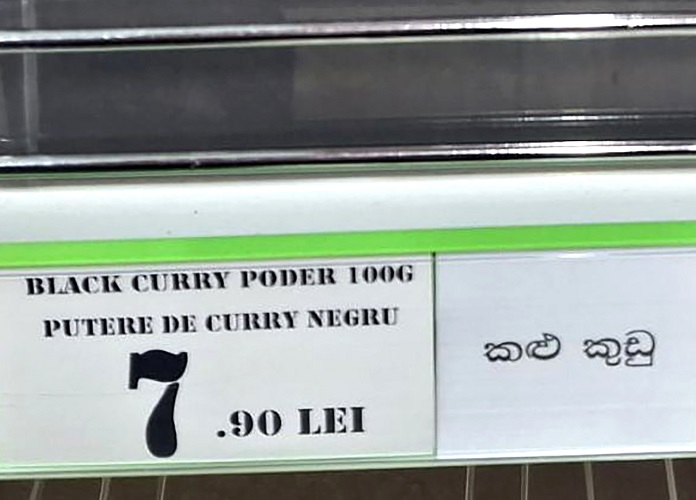 BLACK CURRY PODER 100G
PUTERE DE CURRY NEGRU
7.90 LEI
කළු කුඩු